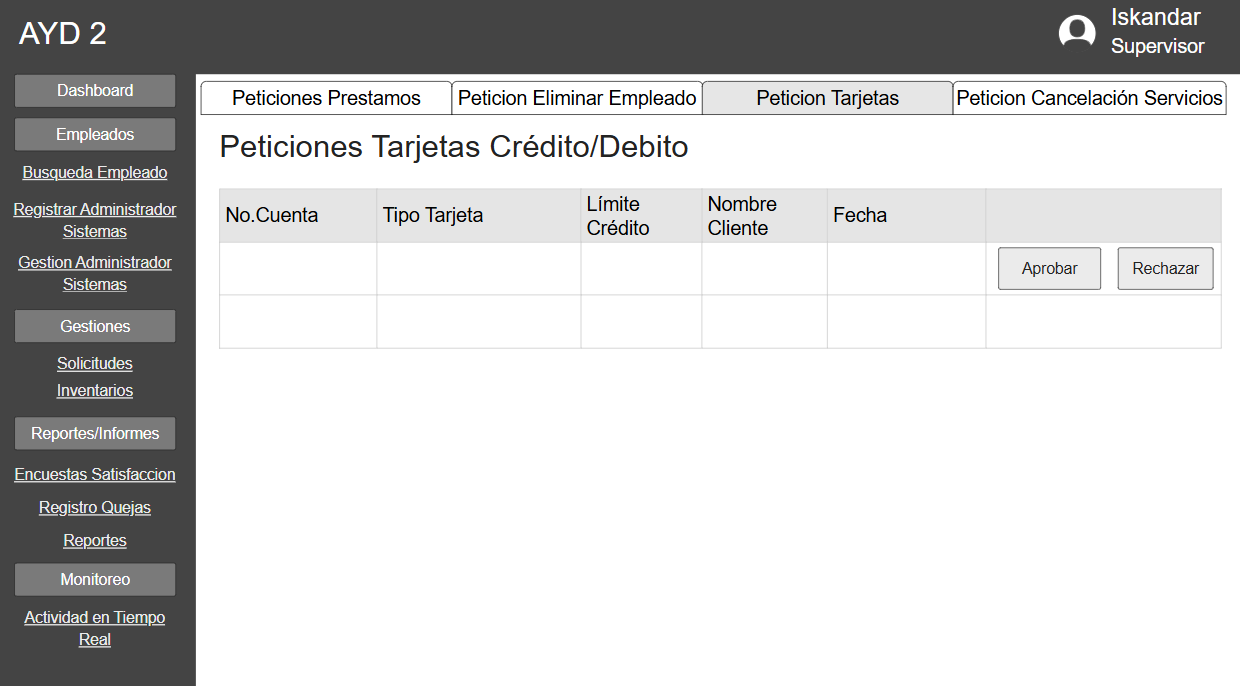 AYD 2
Iskandar
Supervisor
Dashboard
Empleados
Busqueda Empleado
Registrar Administrador
Sistemas
Gestion Administrador
Sistemas
Gestiones
Solicitudes
Inventarios
Reportes/Informes
Encuestas Satisfaccion
Registro Quejas
Reportes
Monitoreo
Actividad en Tiempo
Real
Peticiones Prestamos
Peticion Eliminar Empleado
Peticion Tarjetas
Peticion Cancelación Servicios
Peticiones Tarjetas Crédito/Debito
No.Cuenta
Tipo Tarjeta
Límite
Crédito
Nombre
Cliente
Fecha
Aprobar
Rechazar